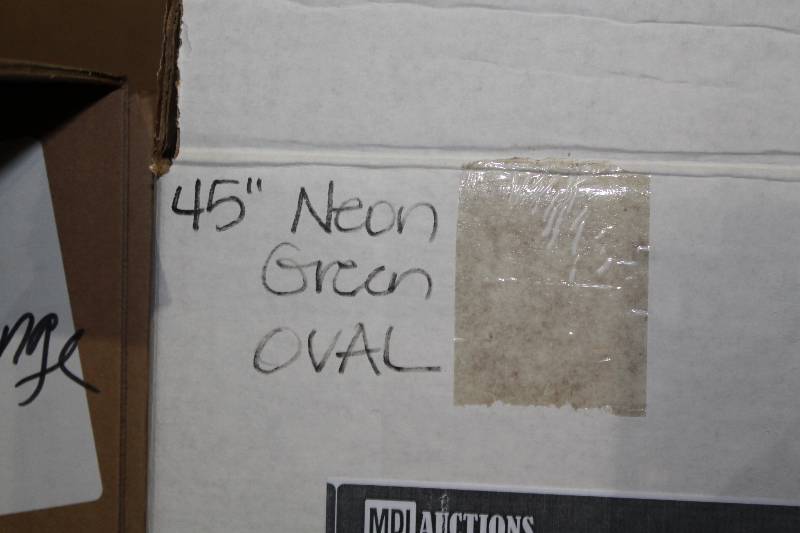 45" Neon
Green
OVAL
MDI AUCTIONS